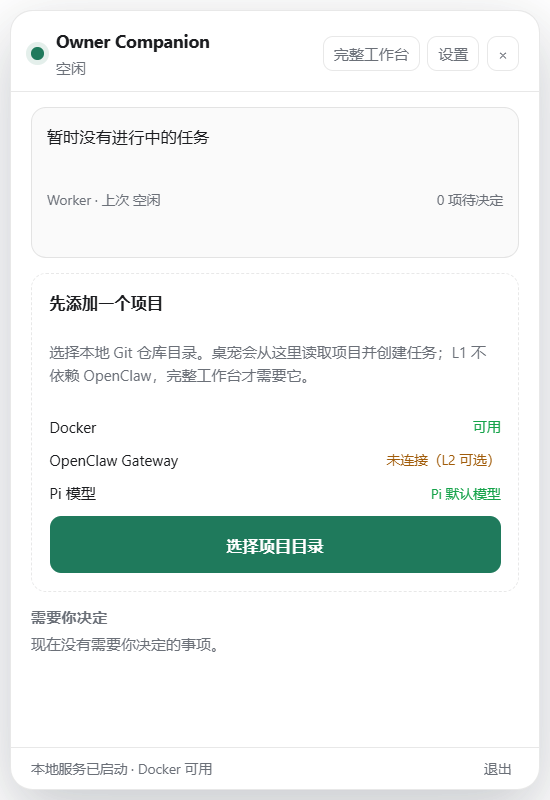 Owner Companion
空闲
完整工作台
设置
×
暂时没有进行中的任务
Worker · 上次 空闲
0 项待决定
先添加一个项目
选择本地 Git 仓库目录。桌宠会从这里读取项目并创建任务；L1 不
依赖 OpenClaw，完整工作台才需要它。
Docker
可用
OpenClaw Gateway
未连接（L2 可选）
Pi 模型
Pi 默认模型
选择项目目录
需要你决定
现在没有需要你决定的事项。
本地服务已启动 · Docker 可用
退出